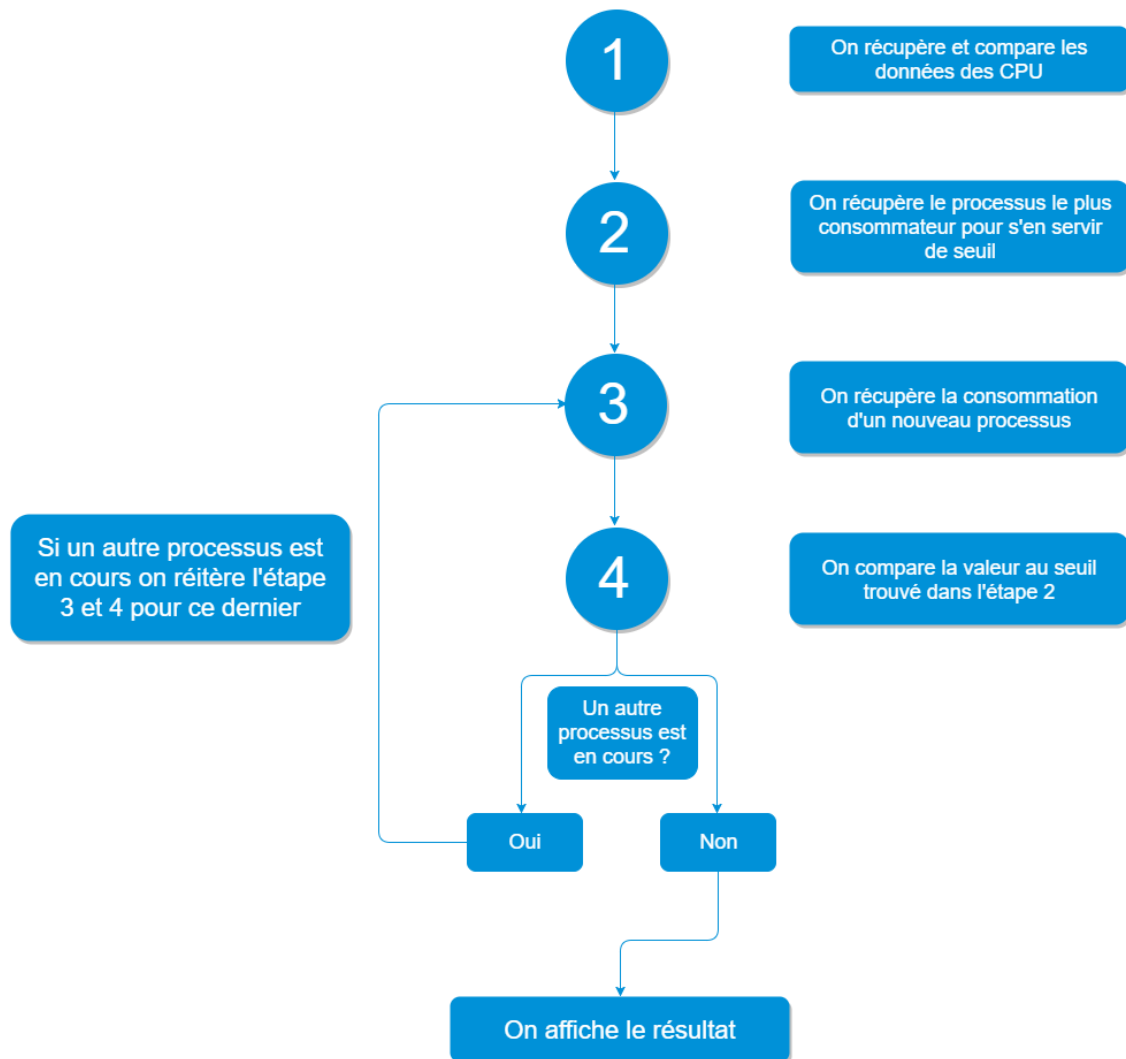 1
On récupère et compare les
données des CPU
2
On récupère le processus le plus
consommateur pour s'en servir
de seuil
3
On récupère la consommation
d'un nouveau processus
Si un autre processus est
en cours on réitère l'étape
3 et 4 pour ce dernier
4
On compare la valeur au seuil
trouvé dans l'étape 2
Un autre
processus est
en cours ?
Oui
Non
On affiche le résultat